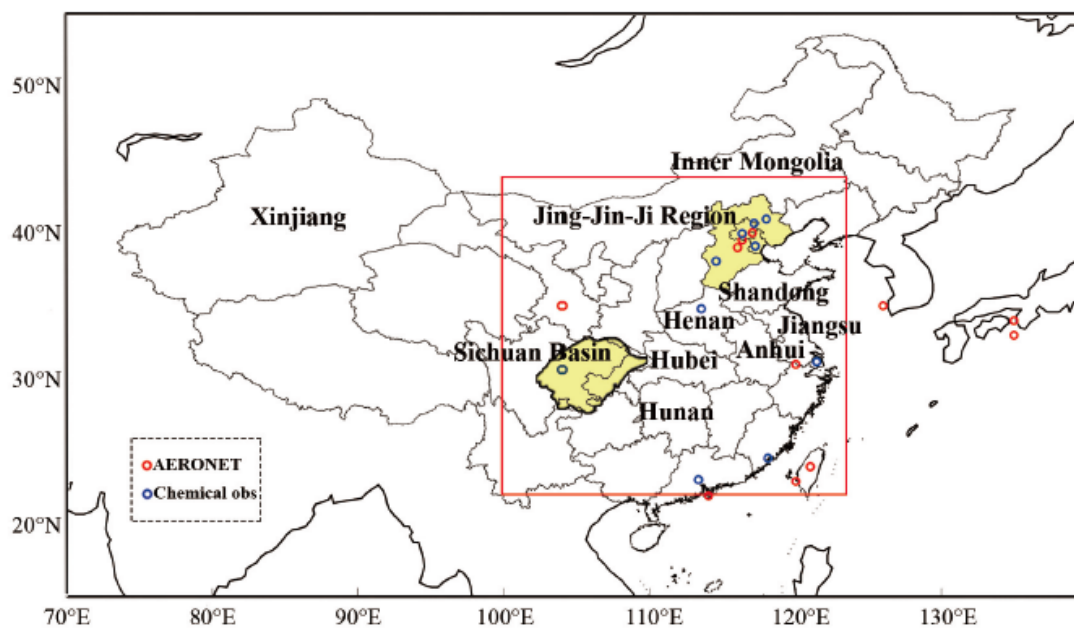 50°N
Inner Mongolia
Xinjiang
Jing-Jin-Ji Region
40°N
Shandong
Henan
Jiangsu
Sichuan Basin
Hubei
Anhui
30°N
Hunan
AERONET
Chemical obs
20°N
70°E
80°E
90°E
100°E
110°E
120°E
130°E